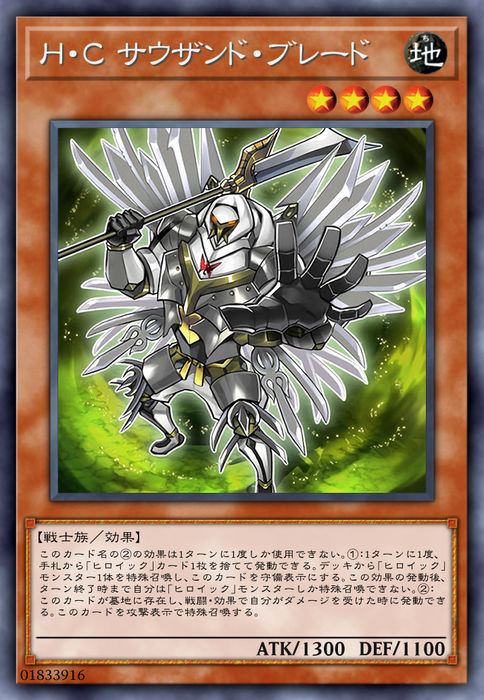 H・C サウザンド・ブレード
ち
地
【戦士族／効果】
このカード名の②の効果は1ターンに1度しか使用できない。①：1ターンに1度、
手札から「ヒロイック」カード1枚を捨てて発動できる。デッキから「ヒロイック」
モンスター1体を特殊召喚し、このカードを守備表示にする。この効果の発動後、
ターン終了時まで自分は「ヒロイック」モンスターしか特殊召喚できない。②：
このカードが墓地に存在し、戦闘・効果で自分がダメージを受けた時に発動でき
る。このカードを攻撃表示で特殊召喚する。
ATK/1300 DEF/1100
01833916